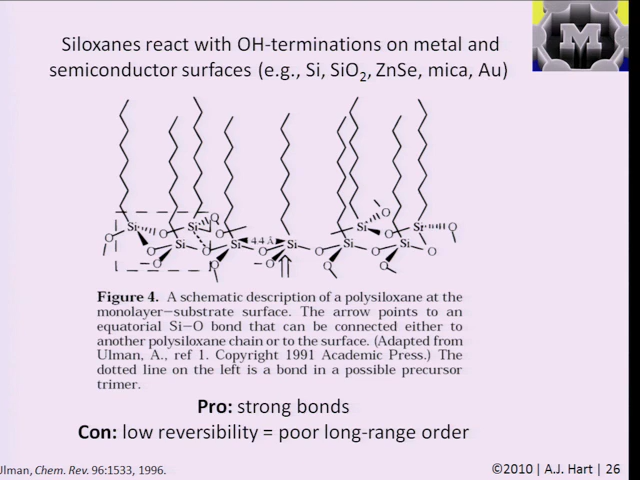 Siloxanes react with OH-terminations on metal and
semiconductor surfaces (e.g., Si, SiO2, ZnSe, mica, Au)
M
Si Si O O Si
O O Si O Si O Si O Si O Si O Si O O
O O O O O
4.4 Å
Figure 4. A schematic description of a polysiloxane at the
monolayer−substrate surface. The arrow points to an
equatorial Si−O bond that can be connected either to
another polysiloxane chain or to the surface. (Adapted from
Ulman, A., ref 1. Copyright 1991 Academic Press.) The
dotted line on the left is a bond in a possible precursor
trimer.
Pro: strong bonds
Con: low reversibility = poor long-range order
Ulman, Chem. Rev. 96:1533, 1996.
©2010 | A.J. Hart | 26